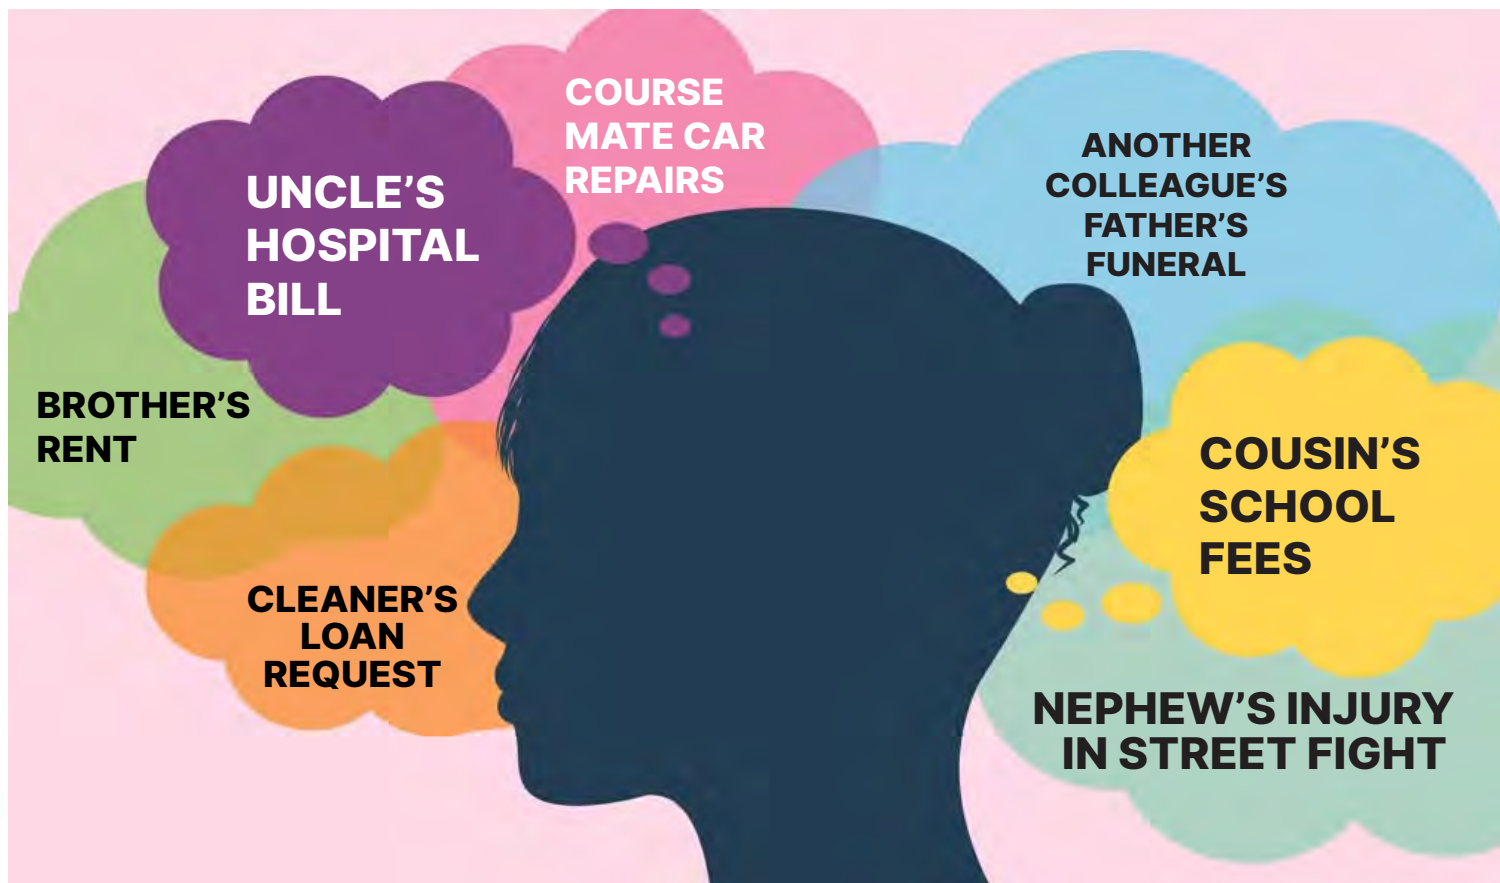 COURSE
MATE CAR
REPAIRS
UNCLE'S
HOSPITAL
BILL
ANOTHER
COLLEAGUE'S
FATHER'S
FUNERAL
BROTHER'S
RENT
COUSIN'S
SCHOOL
FEES
CLEANER'S
LOAN
REQUEST
NEPHEW'S INJURY
IN STREET FIGHT